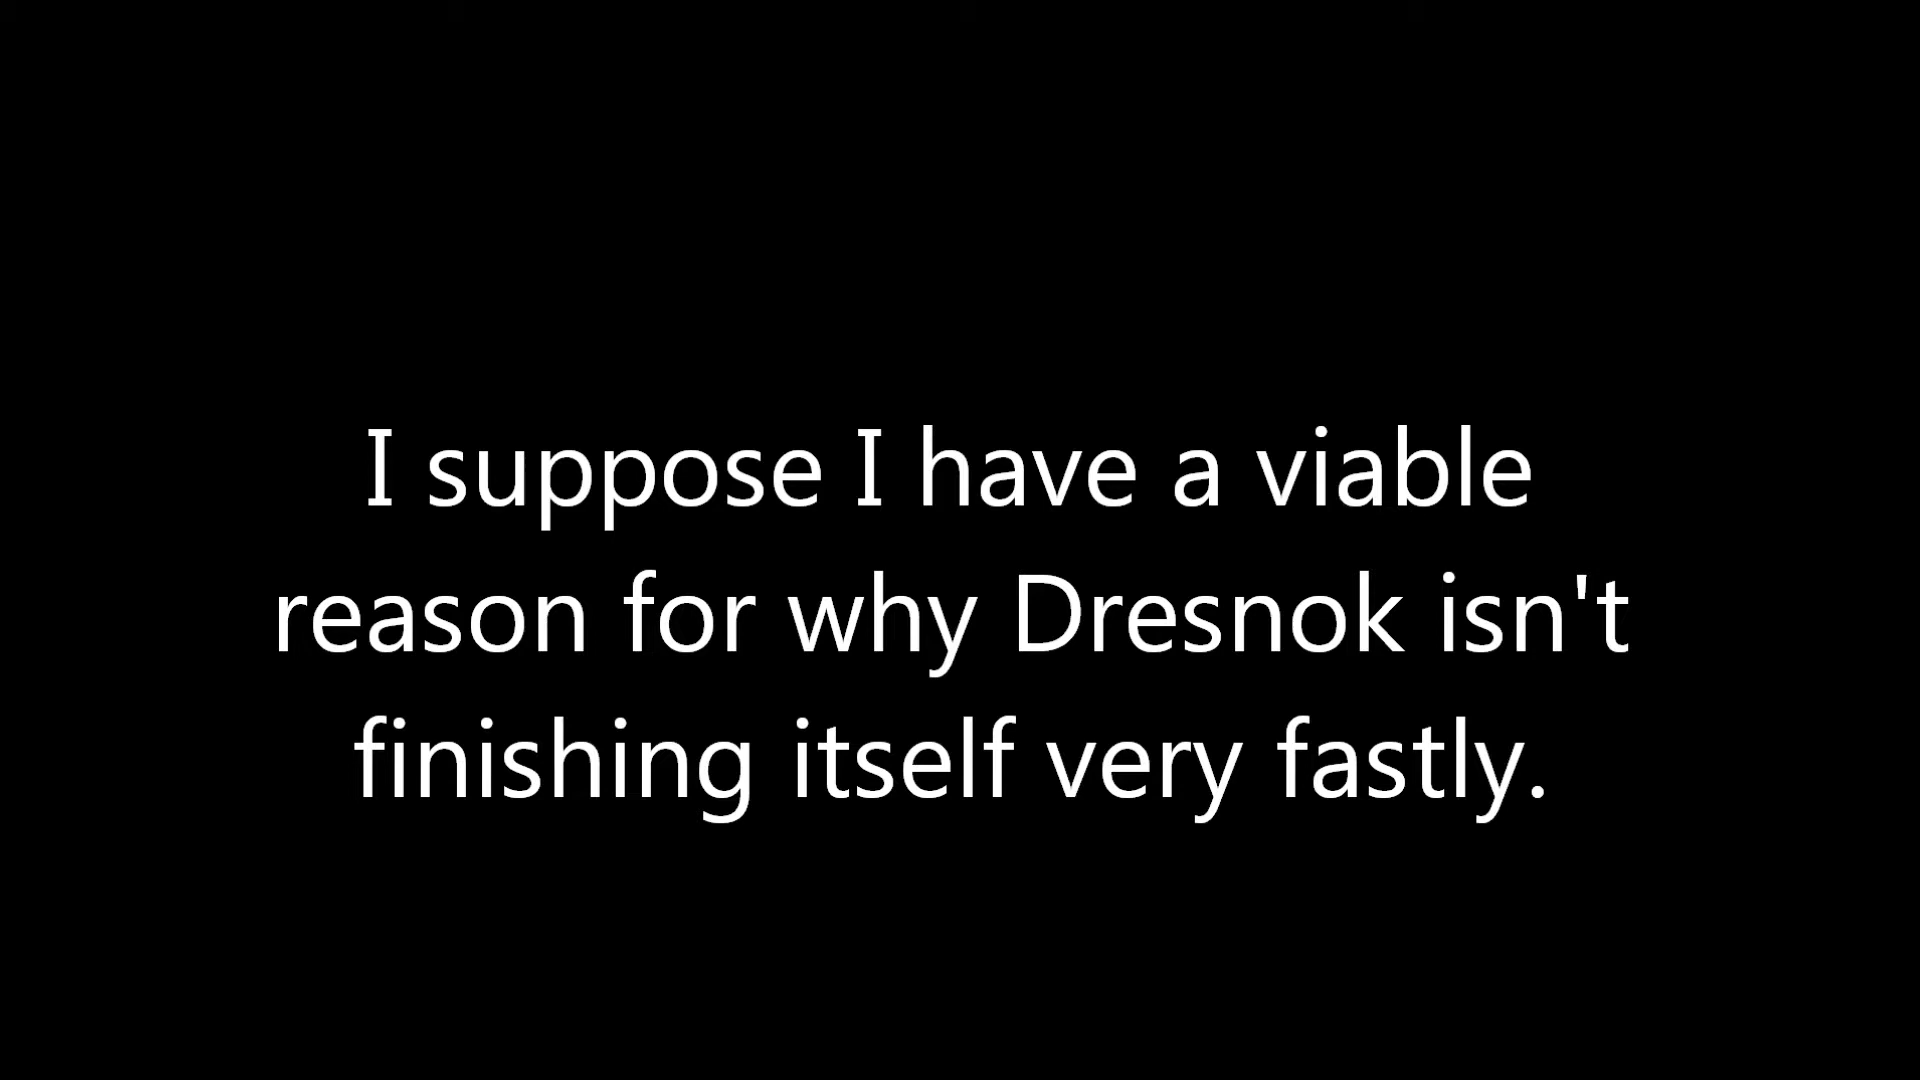 I suppose I have a viable
reason for why Dresnok isn't
finishing itself very fastly.